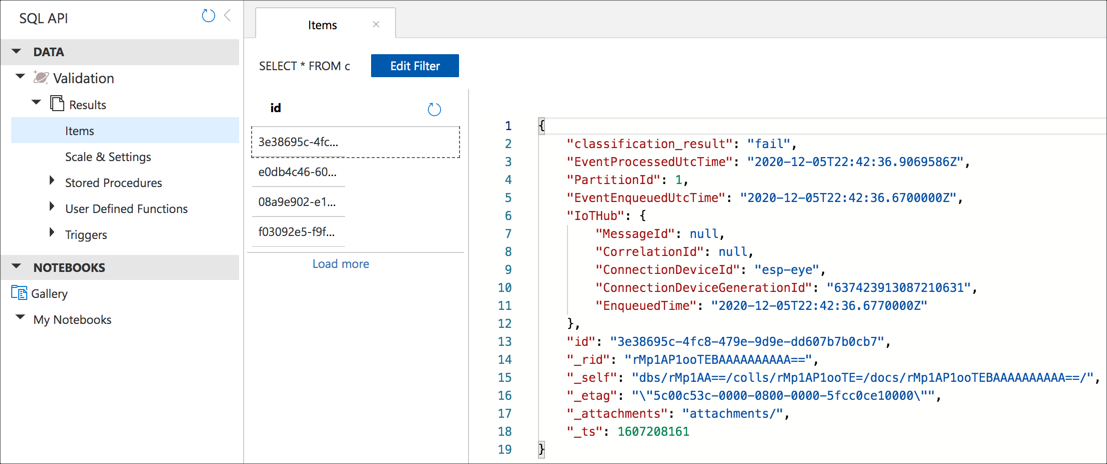 SQL API
DATA
Validation
Results
Items
Scale & Settings
Stored Procedures
User Defined Functions
Triggers
NOTEBOOKS
Gallery
My Notebooks
Items
SELECT * FROM c Edit Filter
id
3e38695c-4fc...
e0db4c46-60...
08a9e902-e1...
f03092e5-f9f...
Load more
1 {
2 "classification_result": "fail",
3 "EventProcessedUtcTime": "2020-12-05T22:42:36.9069586Z",
4 "PartitionId": 1,
5 "EventEnqueuedUtcTime": "2020-12-05T22:42:36.6700000Z",
6 "IoTHub": {
7 "MessageId": null,
8 "CorrelationId": null,
9 "ConnectionDeviceId": "esp-eye",
10 "ConnectionDeviceGenerationId": "637423913087210631",
11 "EnqueuedTime": "2020-12-05T22:42:36.6770000Z"
12 },
13 "id": "3e38695c-4fc8-479e-9d9e-dd607b7b0cb7",
14 "_rid": "rMp1AP1ooTEBAAAAAAAAAA==",
15 "_self": "dbs/rMp1AA==/colls/rMp1AP1ooTE=/docs/rMp1AP1ooTEBAAAAAAAAAA==/",
16 "_etag": "\"5c00c53c-0000-0800-0000-5fcc0ce10000\"",
17 "_attachments": "attachments/",
18 "_ts": 1607208161
19 }